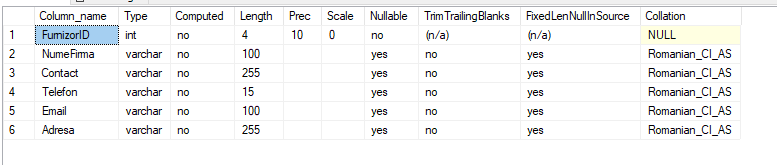 Column_name Type Computed Length Prec Scale Nullable TrimTrailingBlanks FixedLenNullInSource Collation
1 FurnizorID int no 4 10 0 no (n/a) (n/a) NULL
2 NumeFirma varchar no 100 yes no yes Romanian_CI_AS
3 Contact varchar no 255 yes no yes Romanian_CI_AS
4 Telefon varchar no 15 yes no yes Romanian_CI_AS
5 Email varchar no 100 yes no yes Romanian_CI_AS
6 Adresa varchar no 255 yes no yes Romanian_CI_AS